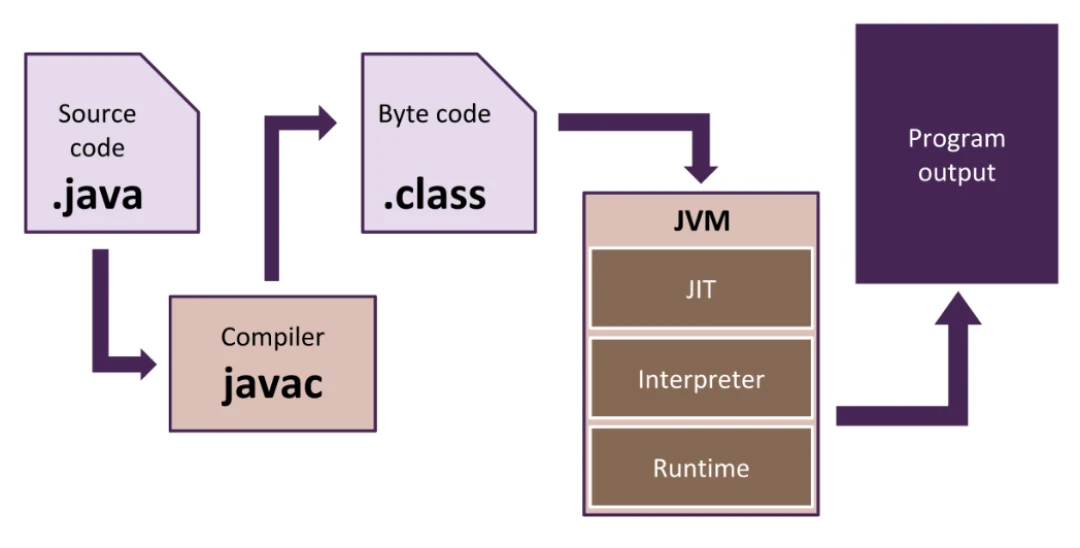 Source
code
.java
Compiler
javac
Byte code
.class
JVM
JIT
Interpreter
Runtime
Program
output